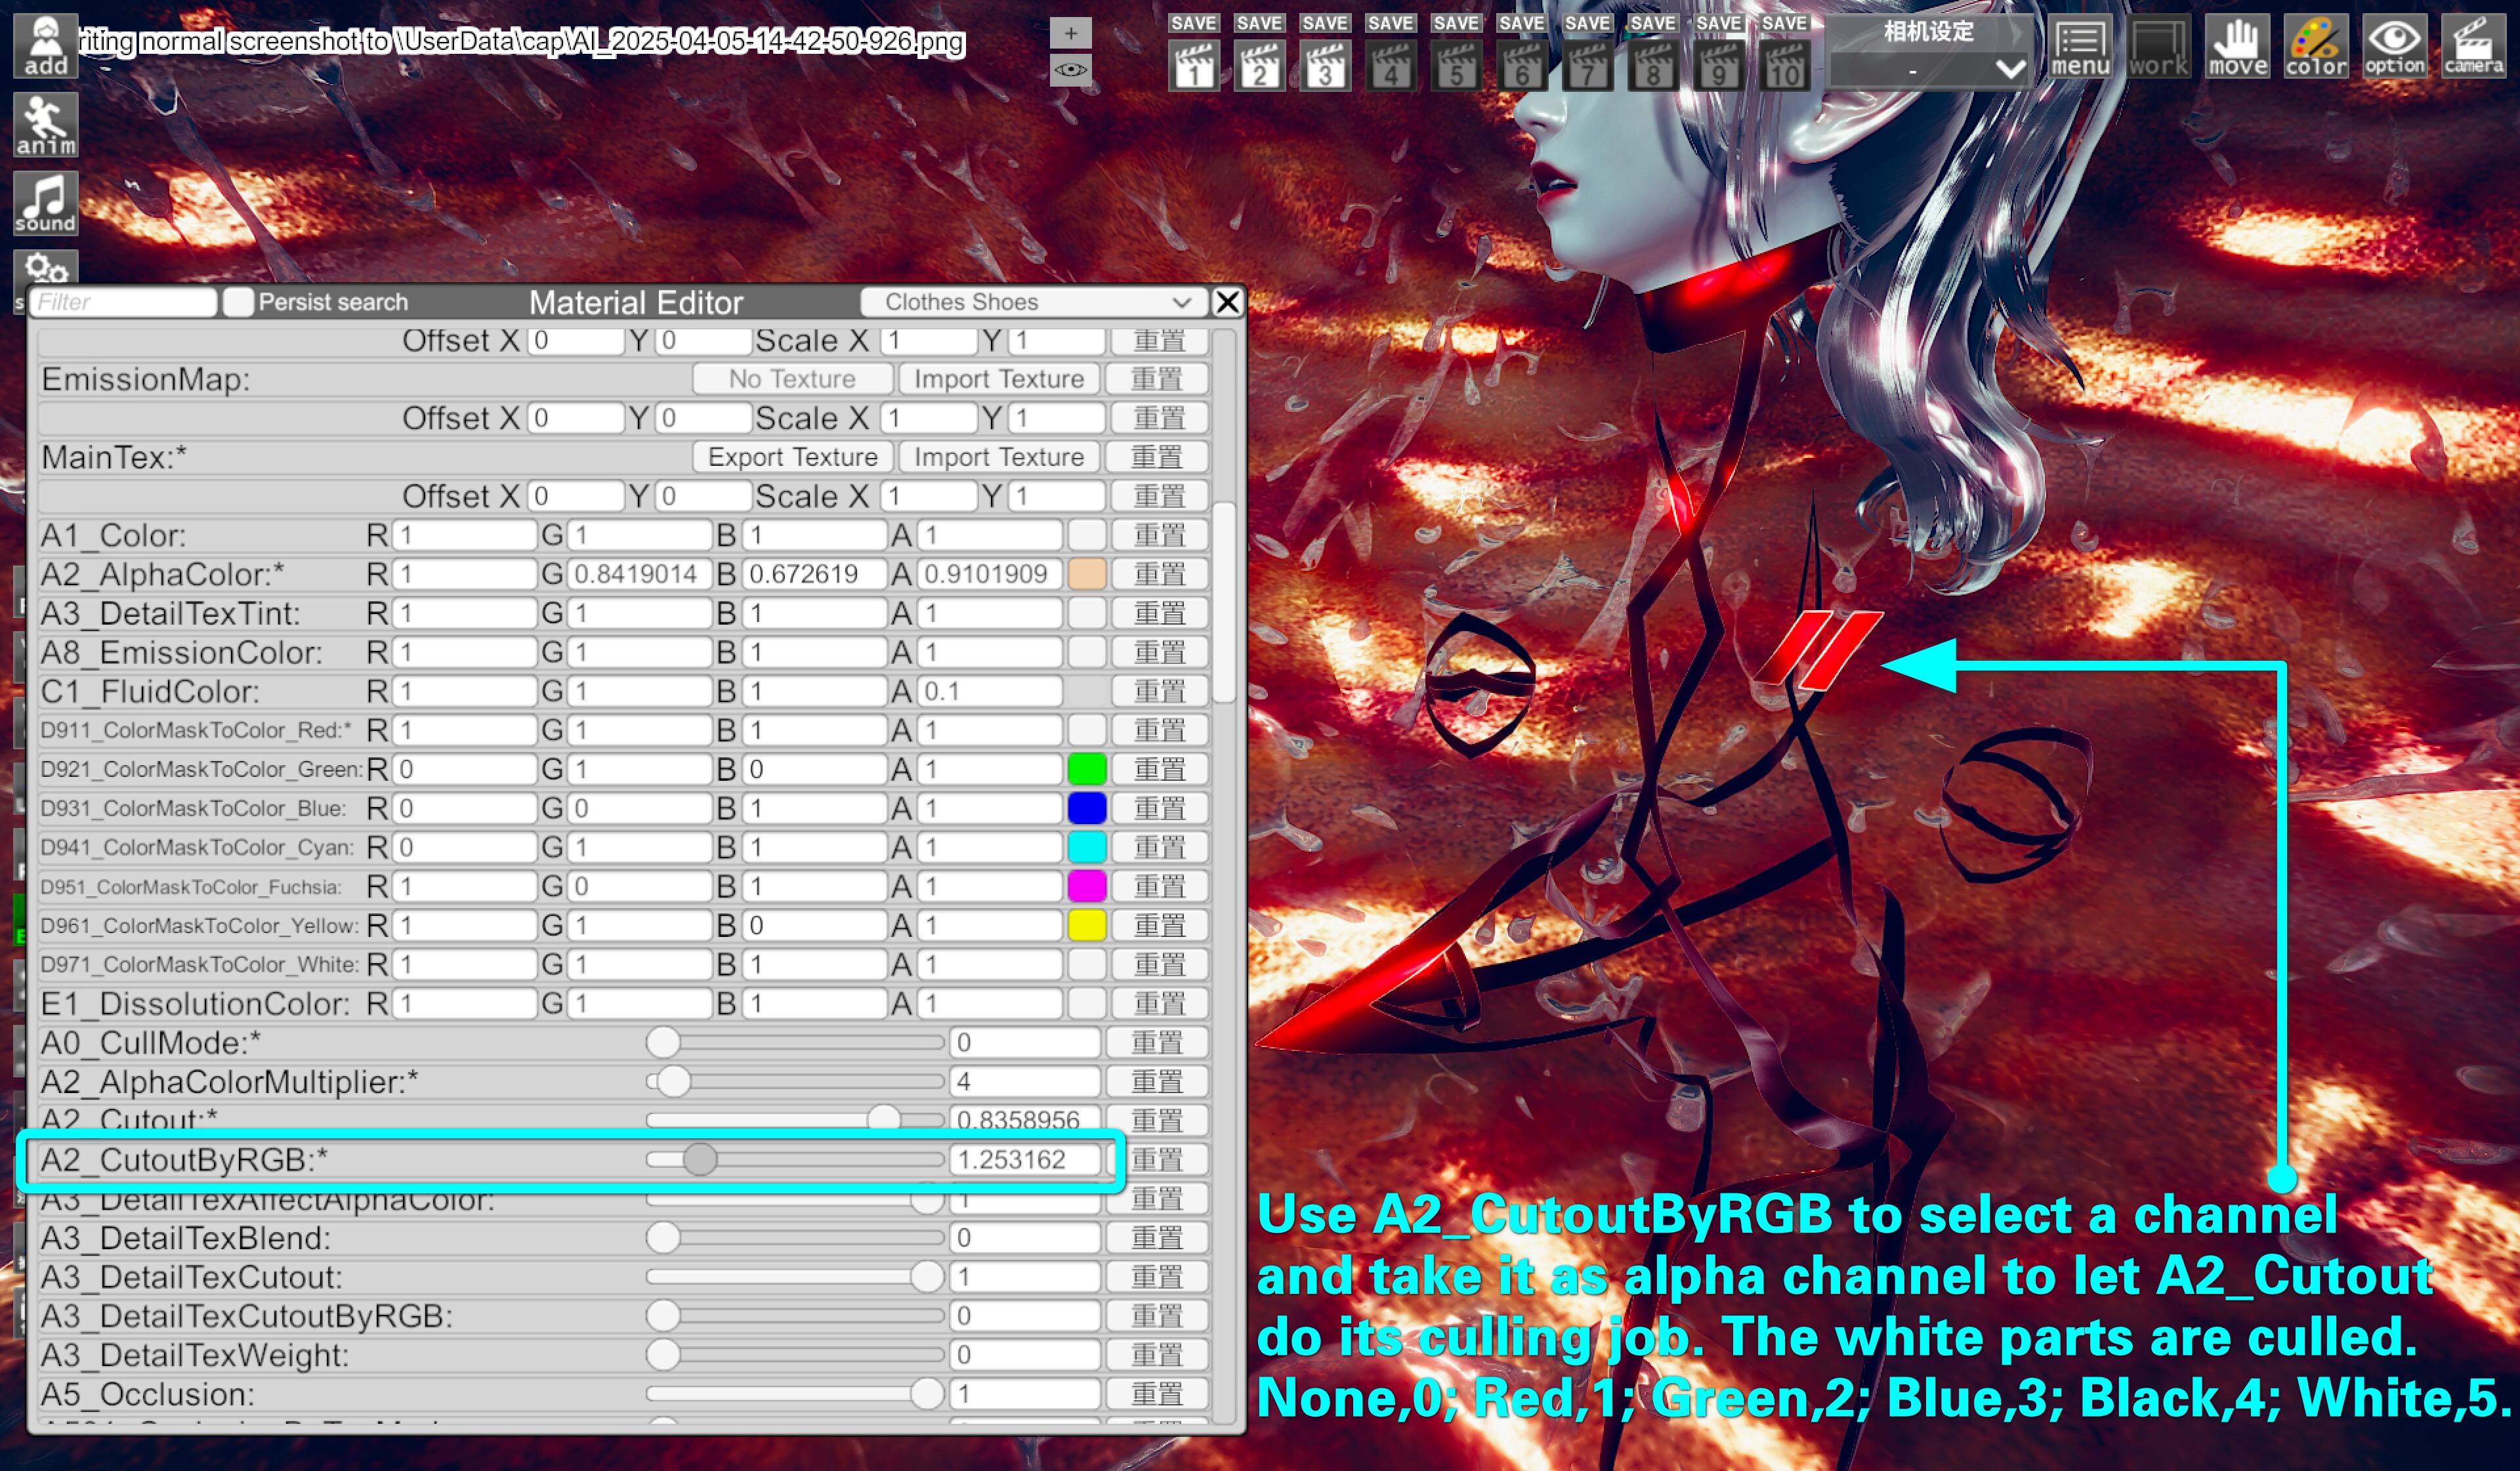 add
riting normal screenshot to \UserData\cap\AI_2025-04-05-14-42-50-926.png
+
SAVE SAVE SAVE SAVE SAVE SAVE SAVE SAVE SAVE SAVE
1 2 3 4 5 6 7 8 9 10
相机设定
-
menu work move color option camera
anim
sound
Filter Persist search Material Editor Clothes Shoes X
Offset X 0 Y 0 Scale X 1 Y 1 重置
EmissionMap: No Texture Import Texture 重置
Offset X 0 Y 0 Scale X 1 Y 1 重置
MainTex:* Export Texture Import Texture 重置
Offset X 0 Y 0 Scale X 1 Y 1 重置
A1_Color: R 1 G 1 B 1 A 1 重置
A2_AlphaColor:* R 1 G 0.8419014 B 0.672619 A 0.9101909 重置
A3_DetailTexTint: R 1 G 1 B 1 A 1 重置
A8_EmissionColor: R 1 G 1 B 1 A 1 重置
C1_FluidColor: R 1 G 1 B 1 A 0.1 重置
D911_ColorMaskToColor_Red:* R 1 G 1 B 1 A 1 重置
D921_ColorMaskToColor_Green: R 0 G 1 B 0 A 1 重置
D931_ColorMaskToColor_Blue: R 0 G 0 B 1 A 1 重置
D941_ColorMaskToColor_Cyan: R 0 G 1 B 1 A 1 重置
D951_ColorMaskToColor_Fuchsia: R 1 G 0 B 1 A 1 重置
D961_ColorMaskToColor_Yellow: R 1 G 1 B 0 A 1 重置
D971_ColorMaskToColor_White: R 1 G 1 B 1 A 1 重置
E1_DissolutionColor: R 1 G 1 B 1 A 1 重置
A0_CullMode:* 0 重置
A2_AlphaColorMultiplier:* 4 重置
A2_Cutout:* 0.8358956 重置
A2_CutoutByRGB:* 1.253162 重置
A3_DetailTexAffectAlphaColor: 1 重置
A3_DetailTexBlend: 0 重置
A3_DetailTexCutout: 1 重置
A3_DetailTexCutoutByRGB: 0 重置
A3_DetailTexWeight: 0 重置
A5_Occlusion: 1 重置
Use A2_CutoutByRGB to select a channel
and take it as alpha channel to let A2_Cutout
do its culling job. The white parts are culled.
None,0; Red,1; Green,2; Blue,3; Black,4; White,5.